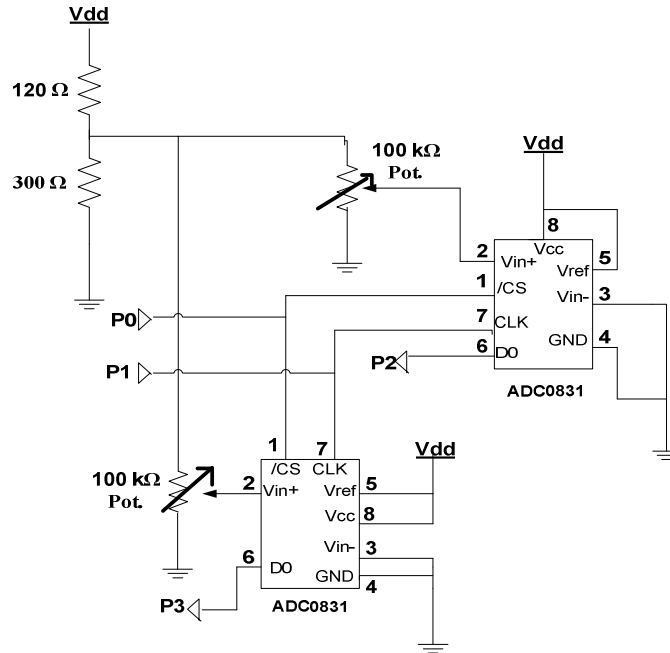 Vdd
120 Ω
300 Ω
100 kΩ
Pot.
Vdd
8
Vcc
2
Vin+
5
Vref
1
/CS
Vin-
3
7
CLK
GND
4
6
D0
ADC0831
P0
P1
P2
1
7
Vdd
/CS
CLK
100 kΩ
Pot.
2
Vin+
Vref
5
Vcc
8
Vin-
3
6
D0
GND
4
P3
ADC0831